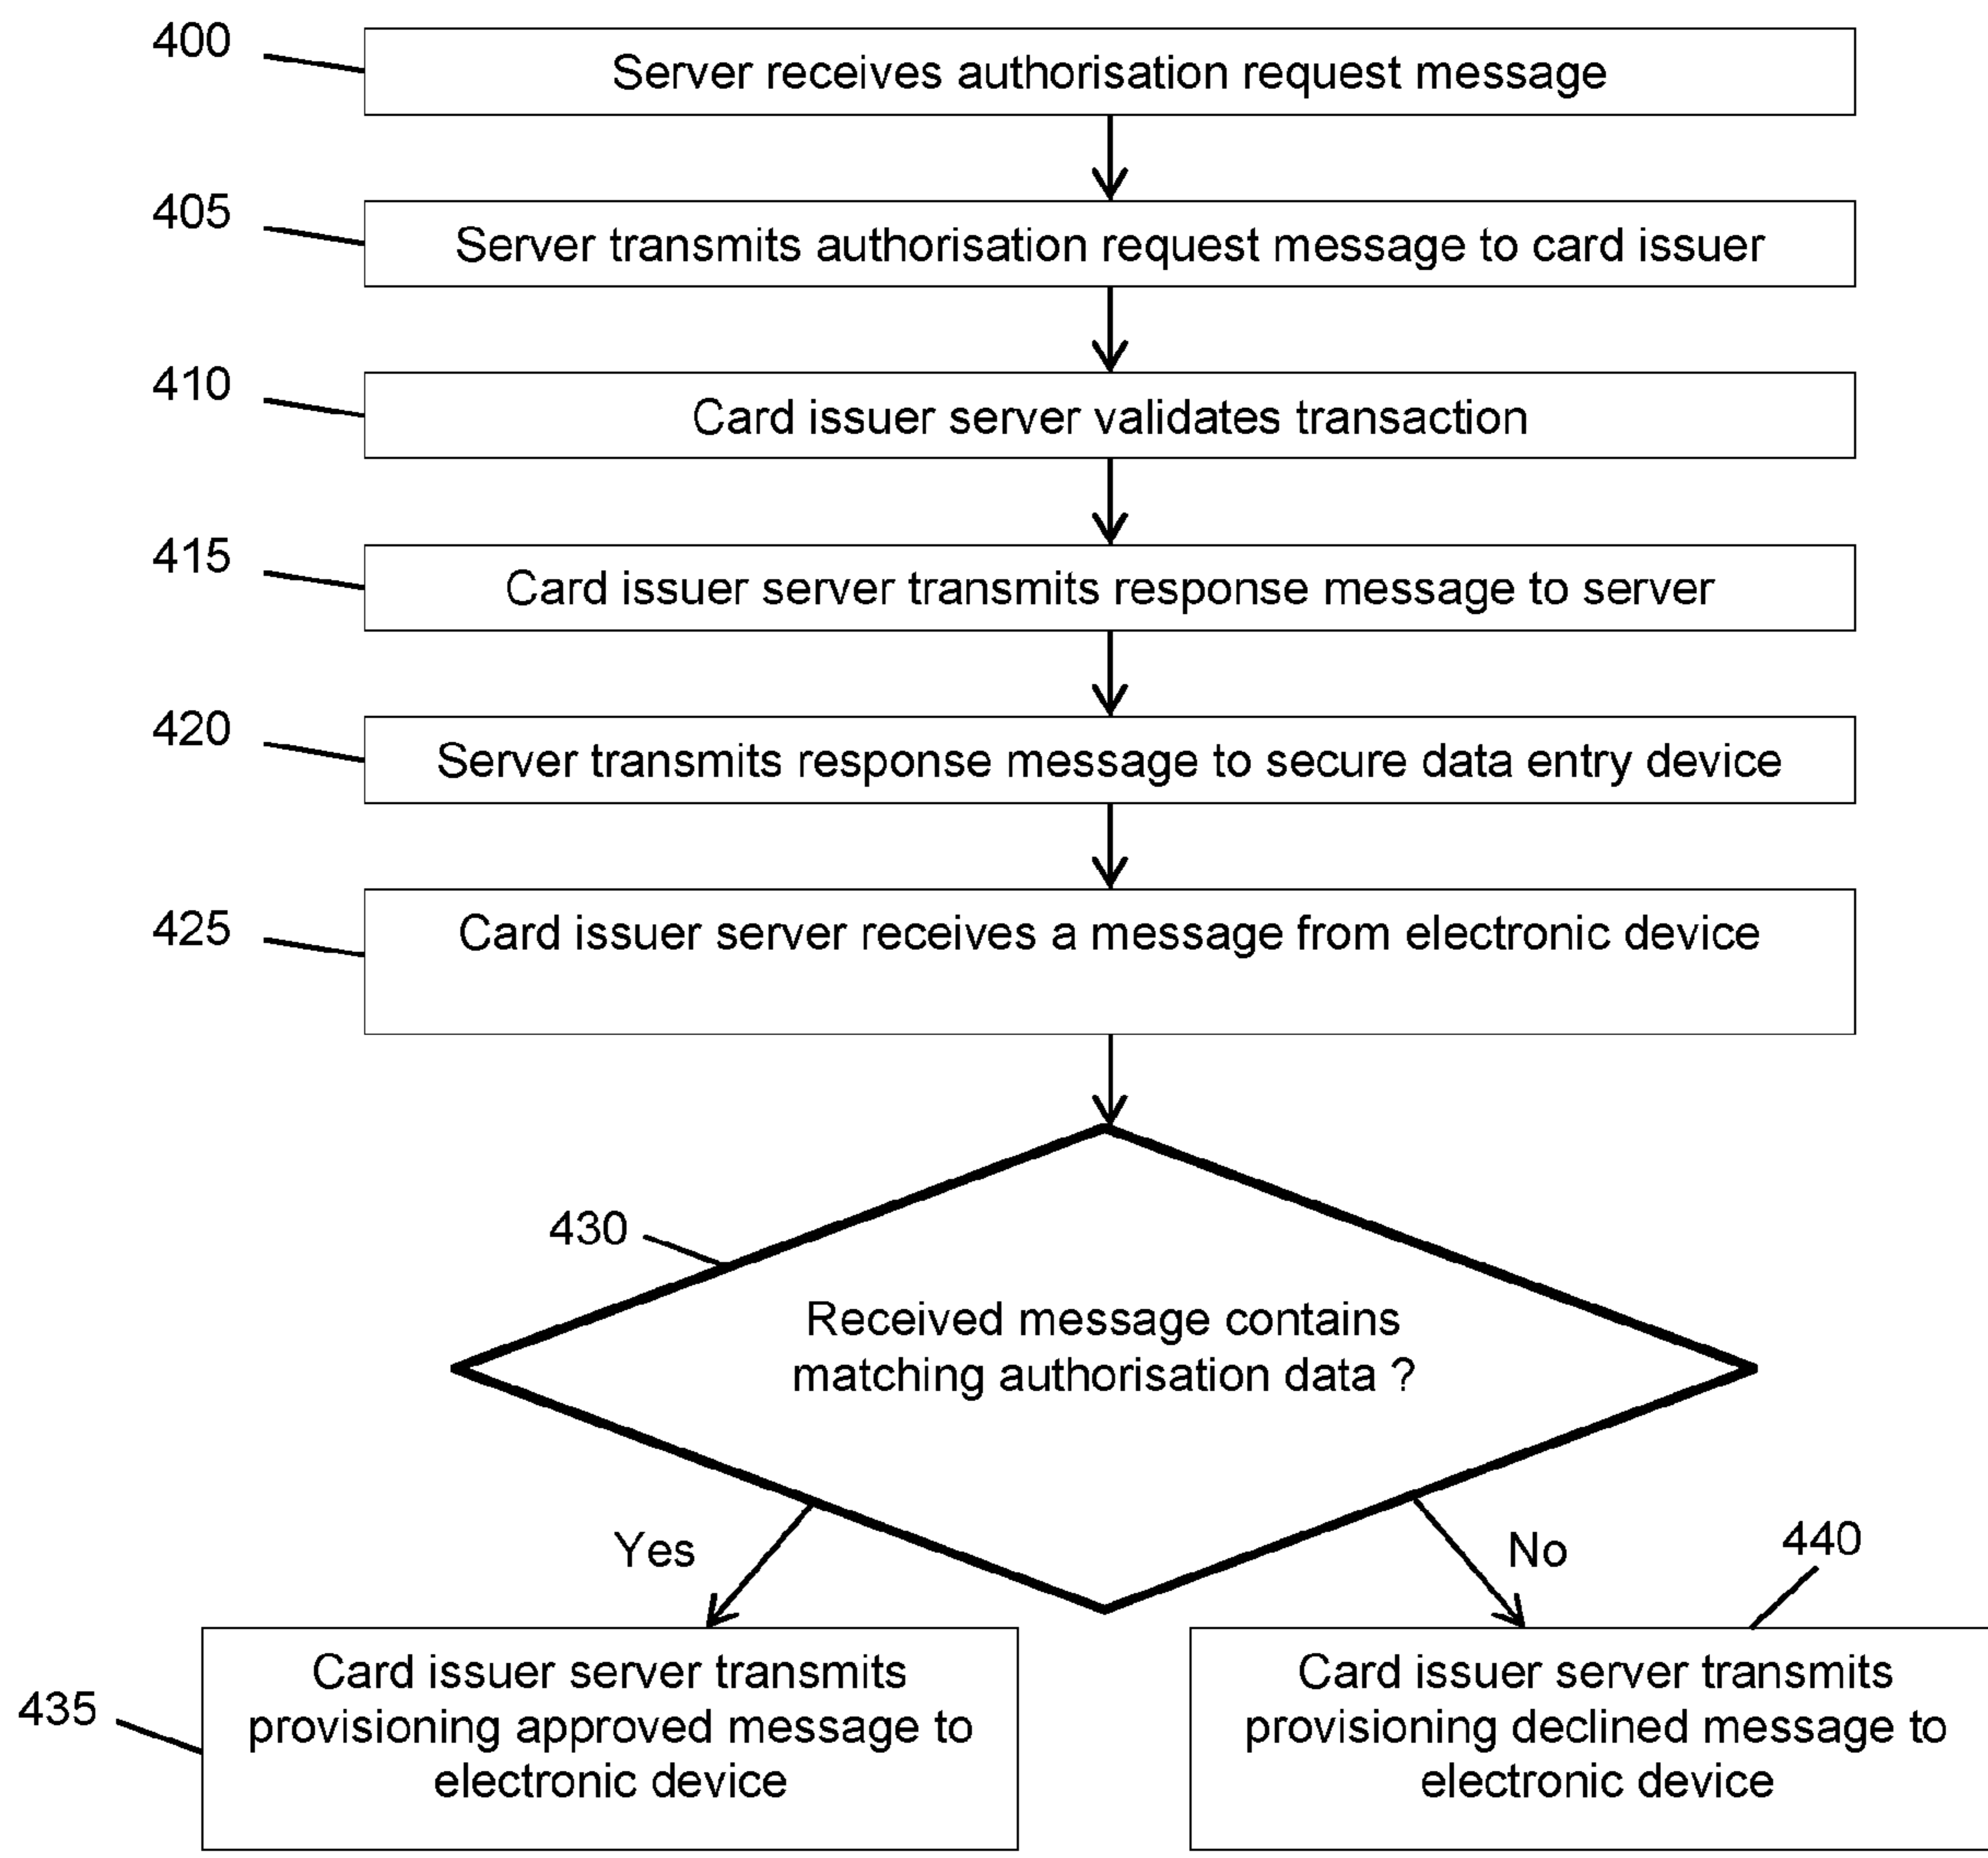 400
Server receives authorisation request message
405
Server transmits authorisation request message to card issuer
410
Card issuer server validates transaction
415
Card issuer server transmits response message to server
420
Server transmits response message to secure data entry device
425
Card issuer server receives a message from electronic device
430
Received message contains
matching authorisation data ?
Yes
No
440
435
Card issuer server transmits
provisioning approved message to
electronic device
Card issuer server transmits
provisioning declined message to
electronic device